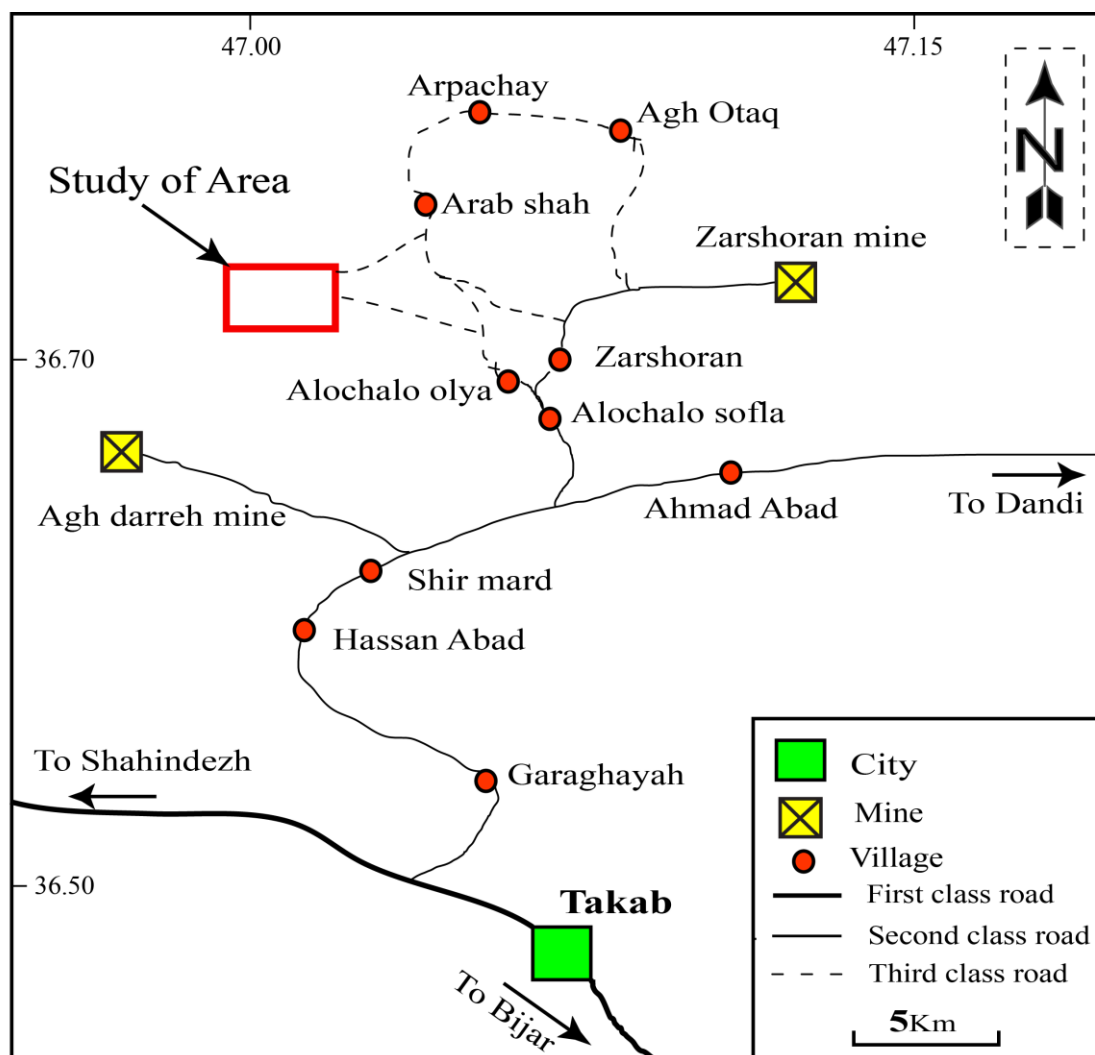 47.00
47.15
Arpachay
Agh Otaq
N
Study of Area
Arab shah
Zarshoran mine
36.70
Zarshoran
Alochalo olya
Alochalo sofla
Agh darreh mine
Ahmad Abad
To Dandi
Shir mard
Hassan Abad
To Shahindezh
Garaghayah
City
Mine
Village
36.50
First class road
Takab
Second class road
Third class road
To Bijar
5Km